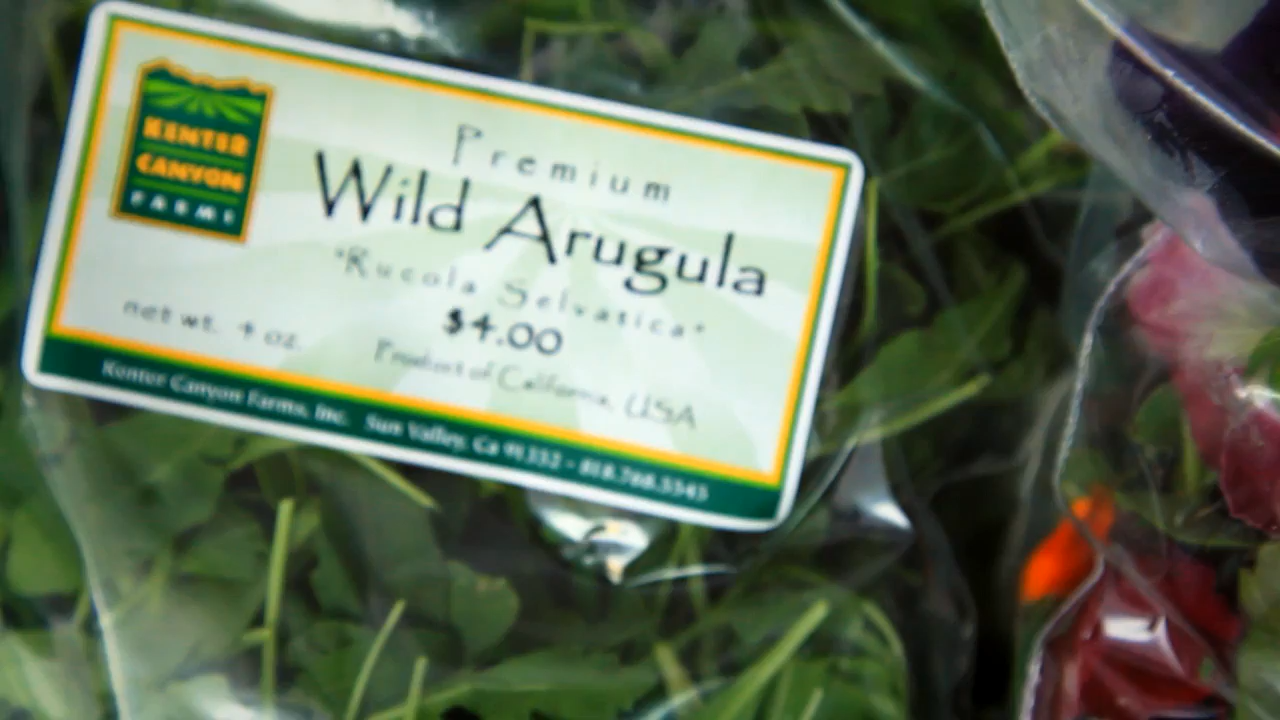 KENTER
CANYON
FARMS
Premium
Wild Arugula
"Rucola Selvatica"
$4.00
net wt. 4 oz.
Product of California, USA
Kenter Canyon Farms, Inc. Sun Valley, Ca 91352 - 818.768.5545